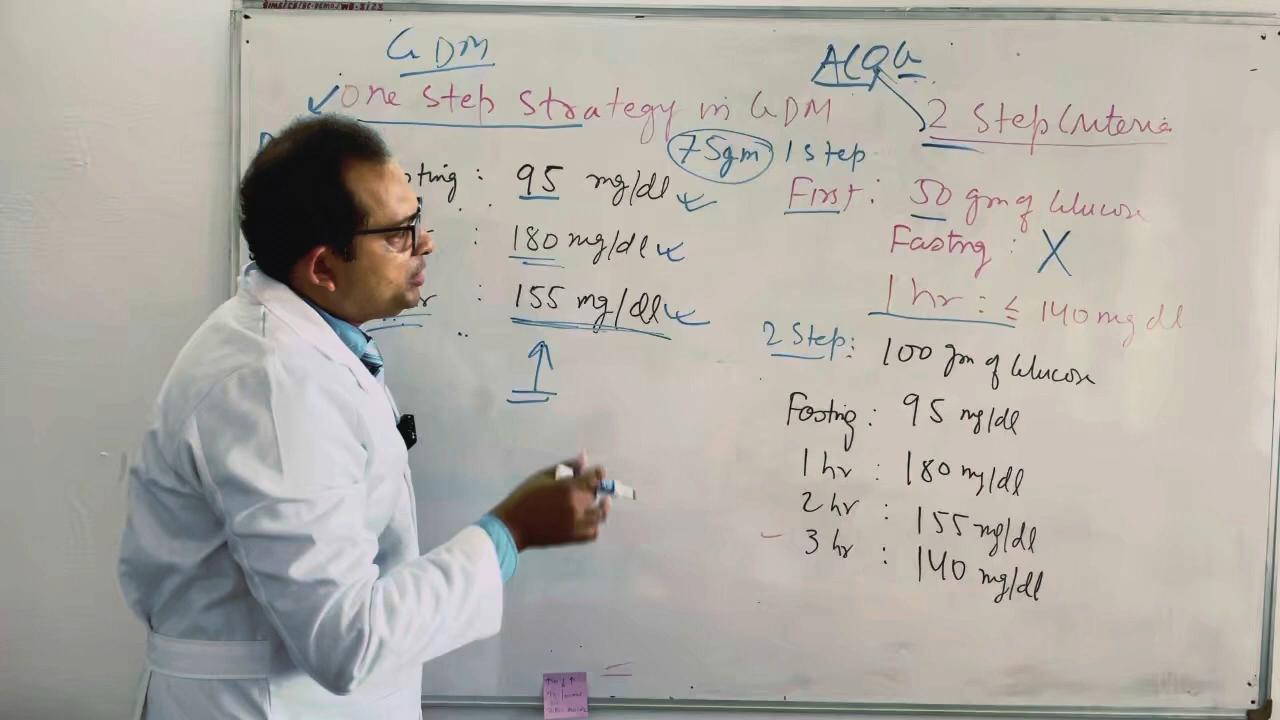 GDM
One Step Strategy in GDM
75gm 1 step
ting : 95 mg/dl
: 180 mg/dl
hr : 155 mg/dl
ACOG
2 Step Criteria
First : 50 gm of Glucose
Fasting : X
1 hr : ≤ 140 mg dl
2 Step : 100 gm of Glucose
Fasting : 95 mg/dl
1 hr : 180 mg/dl
2 hr : 155 mg/dl
3 hr : 140 mg/dl